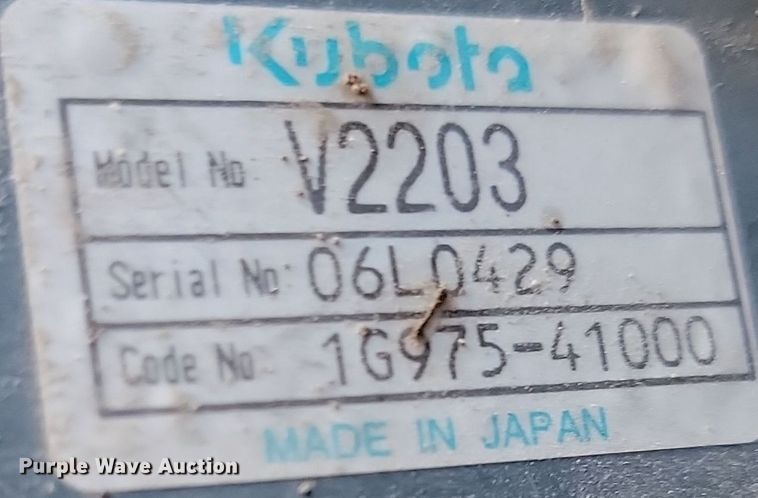 Kubota
Model No V2203
Serial No: 06L0429
Code No 1G975-41000
MADE IN JAPAN
Purple Wave Auction